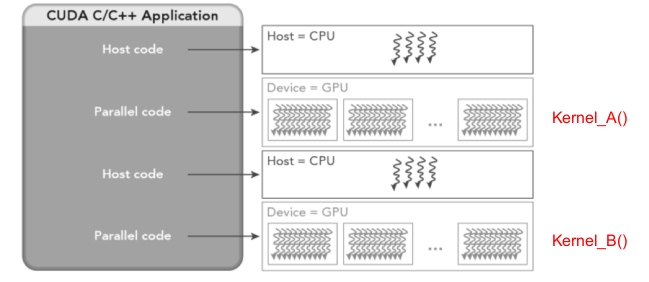 CUDA C/C++ Application
Host code
Host = CPU
Parallel code
Device = GPU
...
Kernel_A()
Host code
Host = CPU
Parallel code
Device = GPU
...
Kernel_B()